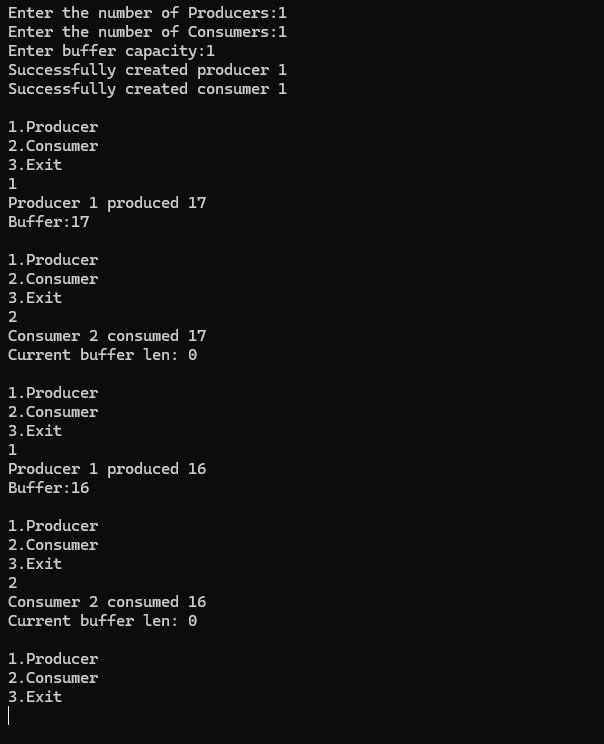 Enter the number of Producers:1
Enter the number of Consumers:1
Enter buffer capacity:1
Successfully created producer 1
Successfully created consumer 1
1.Producer
2.Consumer
3.Exit
1
Producer 1 produced 17
Buffer:17
1.Producer
2.Consumer
3.Exit
2
Consumer 2 consumed 17
Current buffer len: 0
1.Producer
2.Consumer
3.Exit
1
Producer 1 produced 16
Buffer:16
1.Producer
2.Consumer
3.Exit
2
Consumer 2 consumed 16
Current buffer len: 0
1.Producer
2.Consumer
3.Exit